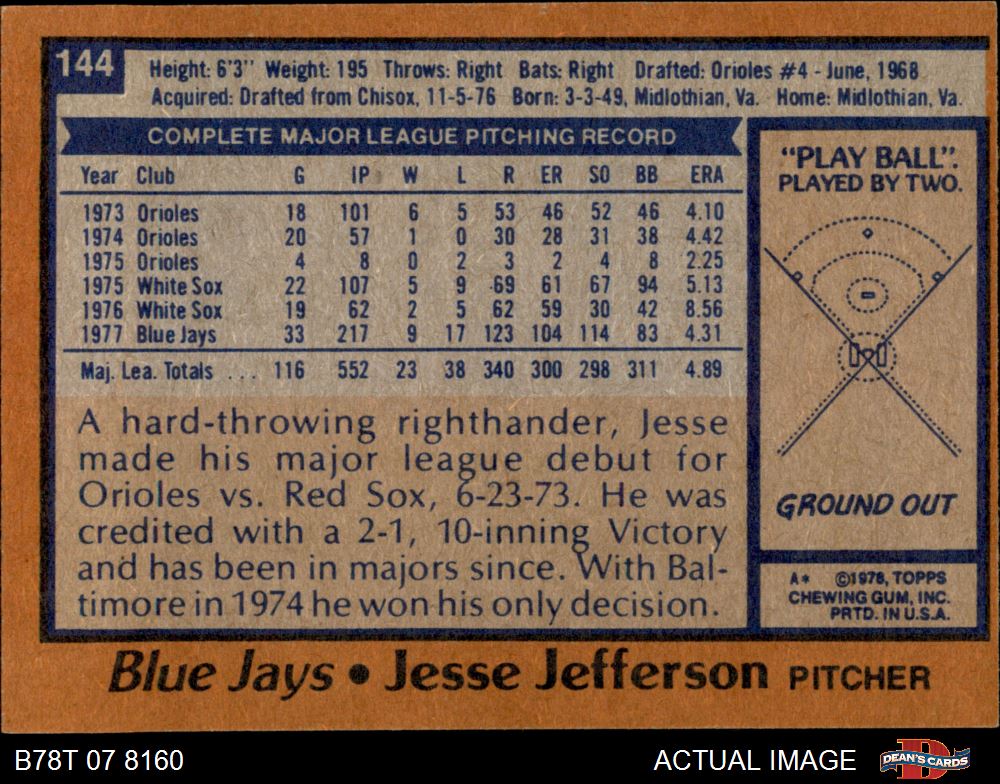 144
Height: 6'3" Weight: 195 Throws: Right Bats: Right Drafted: Orioles #4 - June, 1968
Acquired: Drafted from Chisox, 11-5-76 Born: 3-3-49, Midlothian, Va. Home: Midlothian, Va.
COMPLETE MAJOR LEAGUE PITCHING RECORD
Year Club G IP W L R ER SO BB ERA
1973 Orioles 18 101 6 5 53 46 52 46 4.10
1974 Orioles 20 57 1 0 30 28 31 38 4.42
1975 Orioles 4 8 0 2 3 2 4 8 2.25
1975 White Sox 22 107 5 9 69 61 67 94 5.13
1976 White Sox 19 62 2 5 62 59 30 42 8.56
1977 Blue Jays 33 217 9 17 123 104 114 83 4.31
Maj. Lea. Totals ... 116 552 23 38 340 300 298 311 4.89
A hard-throwing righthander, Jesse
made his major league debut for
Orioles vs. Red Sox, 6-23-73. He was
credited with a 2-1, 10-inning Victory
and has been in majors since. With Bal-
timore in 1974 he won his only decision.
"PLAY BALL".
PLAYED BY TWO.
GROUND OUT
A* ©1978, TOPPS
CHEWING GUM, INC.
PRTD. IN U.S.A.
Blue Jays • Jesse Jefferson PITCHER
B78T 07 8160 ACTUAL IMAGE
DEAN'S CARDS